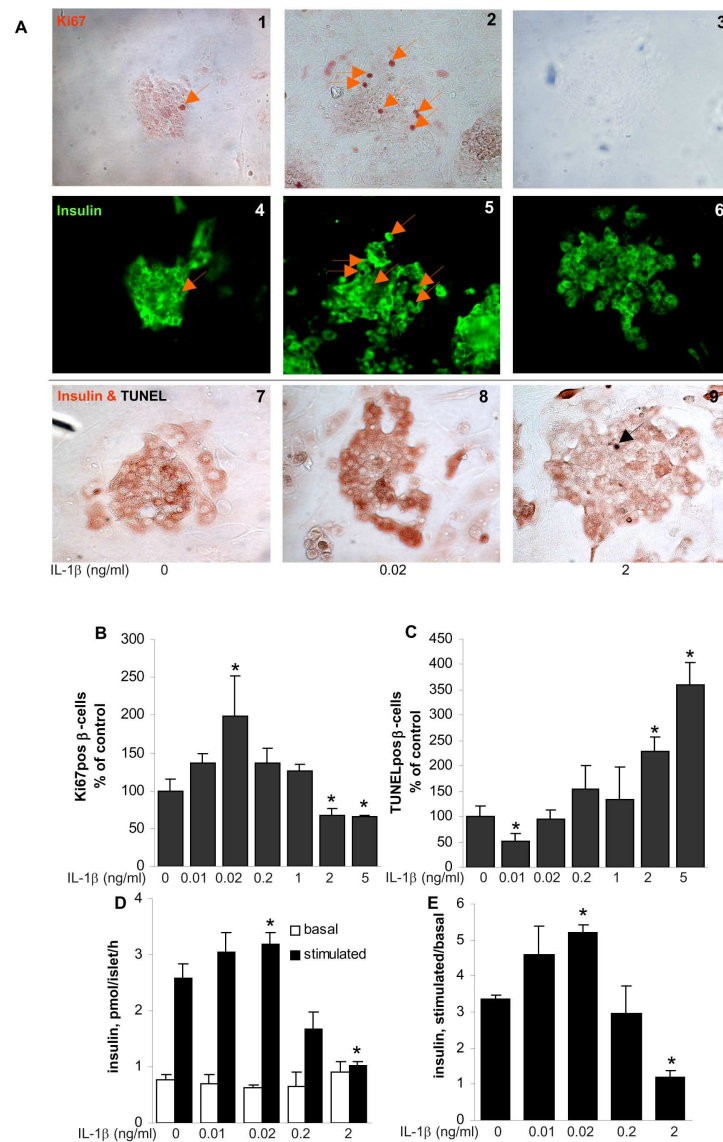 A
Ki67
1
2
3
Insulin
4
5
6
Insulin & TUNEL
7
8
9
IL-1β (ng/ml) 0 0.02 2
B
300
250
200
150
100
50
0
Ki67pos β-cells
% of control
*
*
*
IL-1β (ng/ml) 0 0.01 0.02 0.2 1 2 5
C
450
400
350
300
250
200
150
100
50
0
TUNELpos β-cells
% of control
*
*
*
IL-1β (ng/ml) 0 0.01 0.02 0.2 1 2 5
D
4
3
2
1
0
insulin, pmol/islet/h
basal
stimulated
*
*
IL-1β (ng/ml) 0 0.01 0.02 0.2 2
E
6
5
4
3
2
1
0
insulin, stimulated/basal
*
*
IL-1β (ng/ml) 0 0.01 0.02 0.2 2